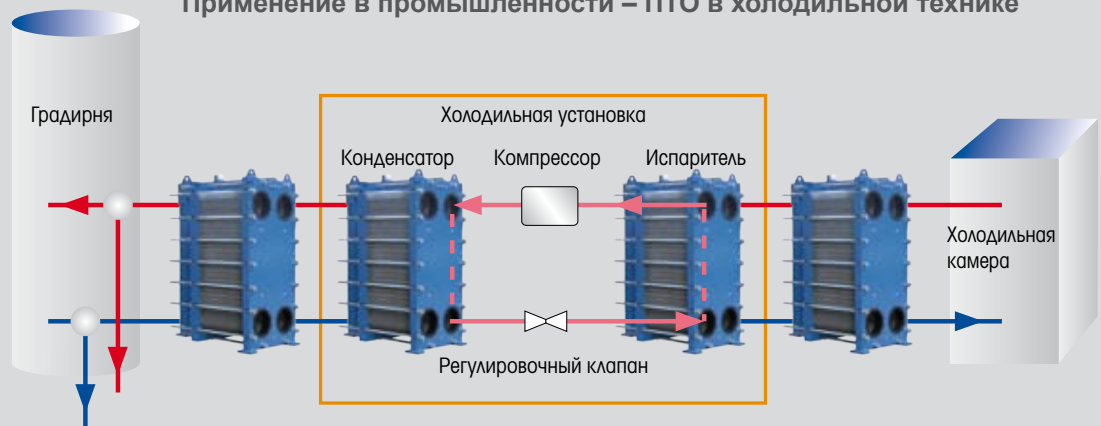 Применение в промышленности – ПТО в холодильной технике
Градирня
Холодильная установка
Конденсатор
Компрессор
Испаритель
Холодильная
камера
Регулировочный клапан